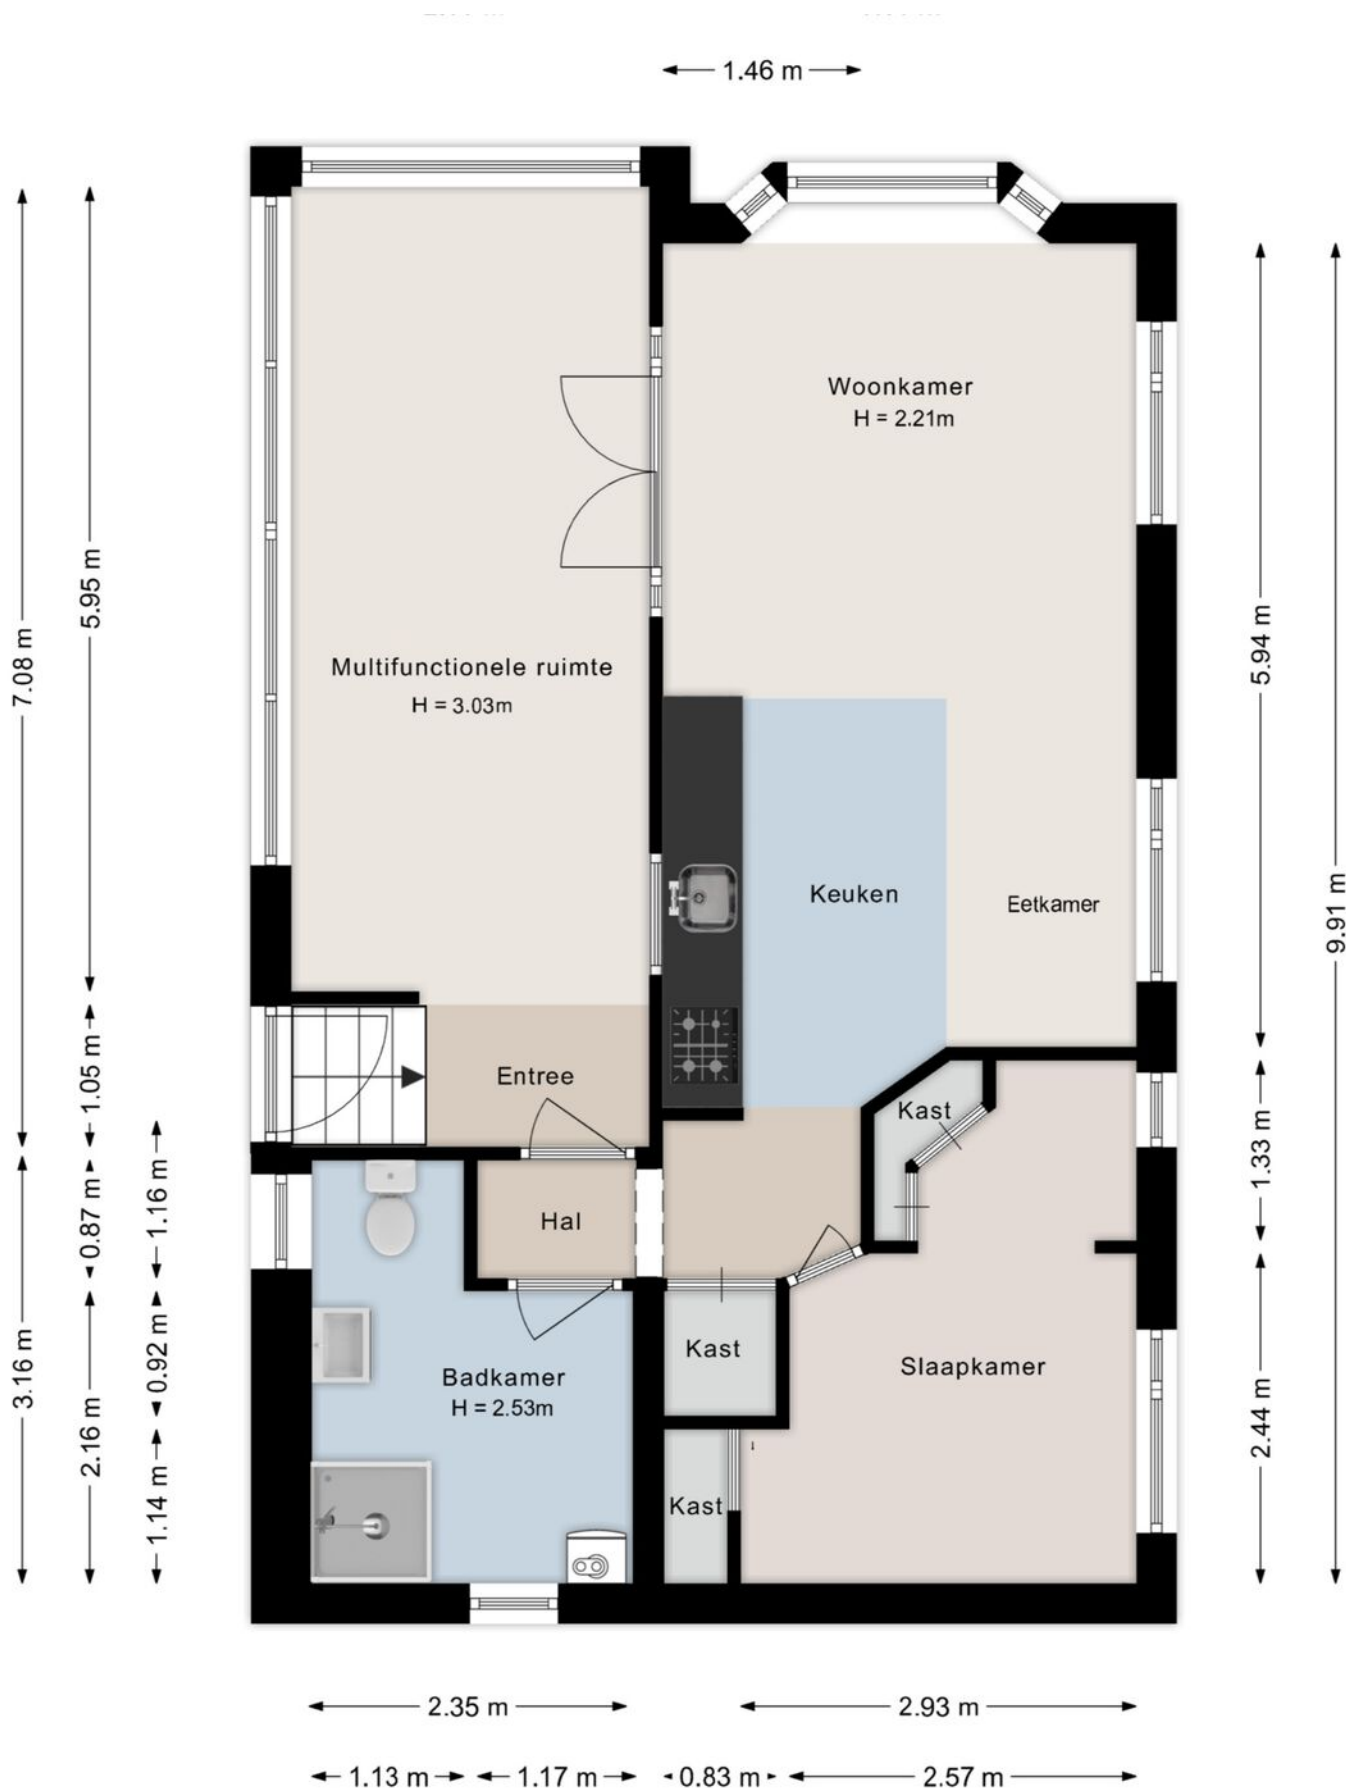 1.46 m
Woonkamer
H = 2.21m
Multifunctionele ruimte
H = 3.03m
Keuken
Eetkamer
Entree
Kast
Hal
Kast
Slaapkamer
Badkamer
H = 2.53m
Kast
7.08 m
5.95 m
1.05 m
3.16 m
0.87 m
2.16 m
1.16 m
0.92 m
1.14 m
5.94 m
9.91 m
1.33 m
2.44 m
2.35 m
2.93 m
1.13 m
1.17 m
0.83 m
2.57 m